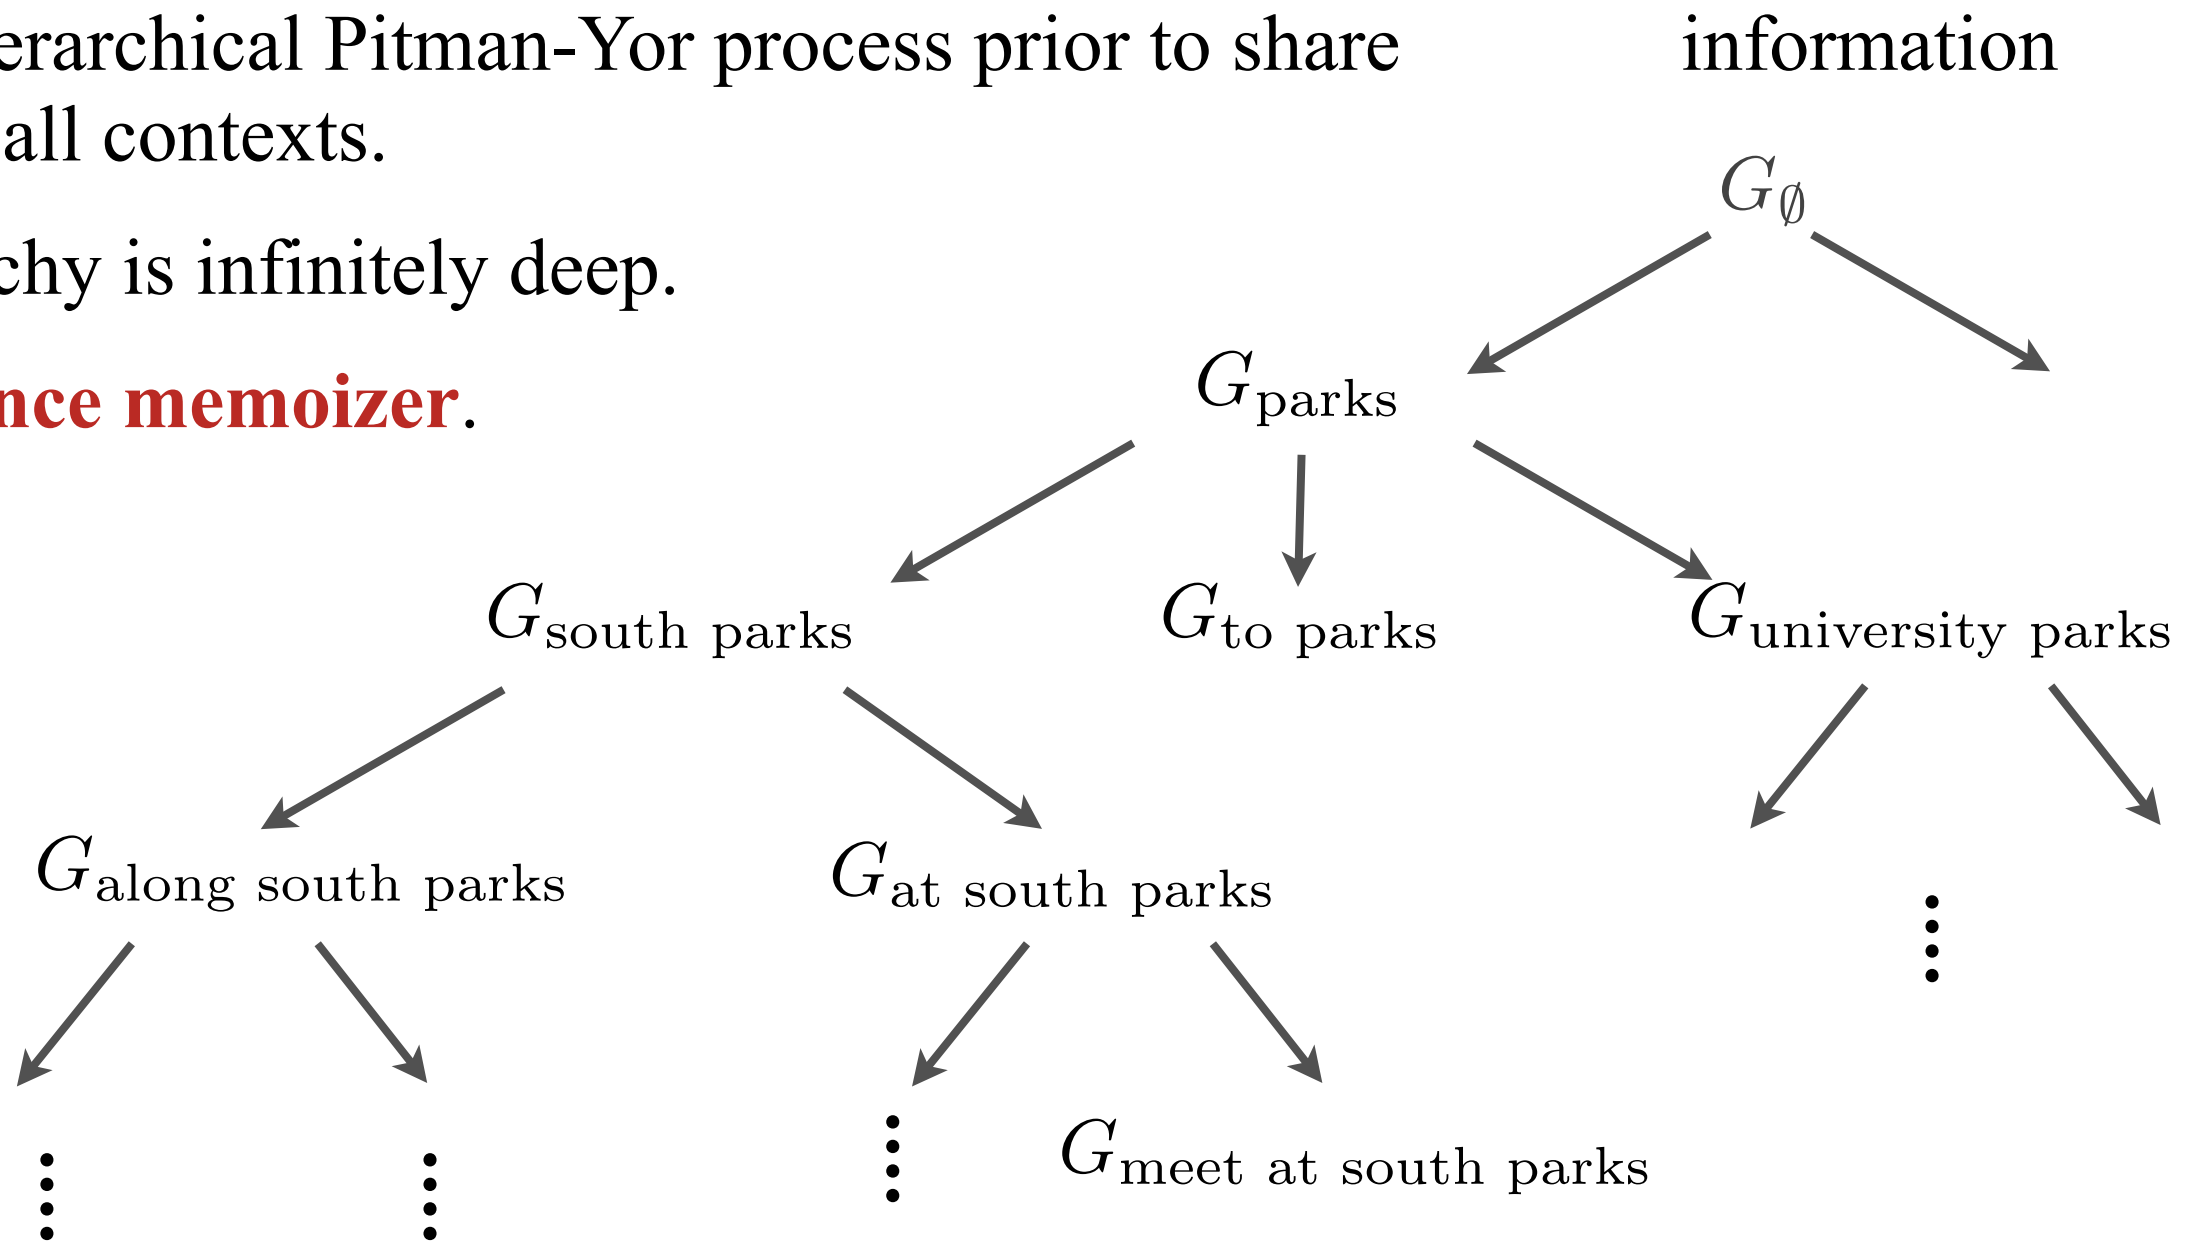 erarchical Pitman-Yor process prior to share information
all contexts.
chy is infinitely deep.
nce memoizer.
G∅
Gparks
Gsouth parks Gto parks Guniversity parks
Galong south parks Gat south parks
Gmeet at south parks